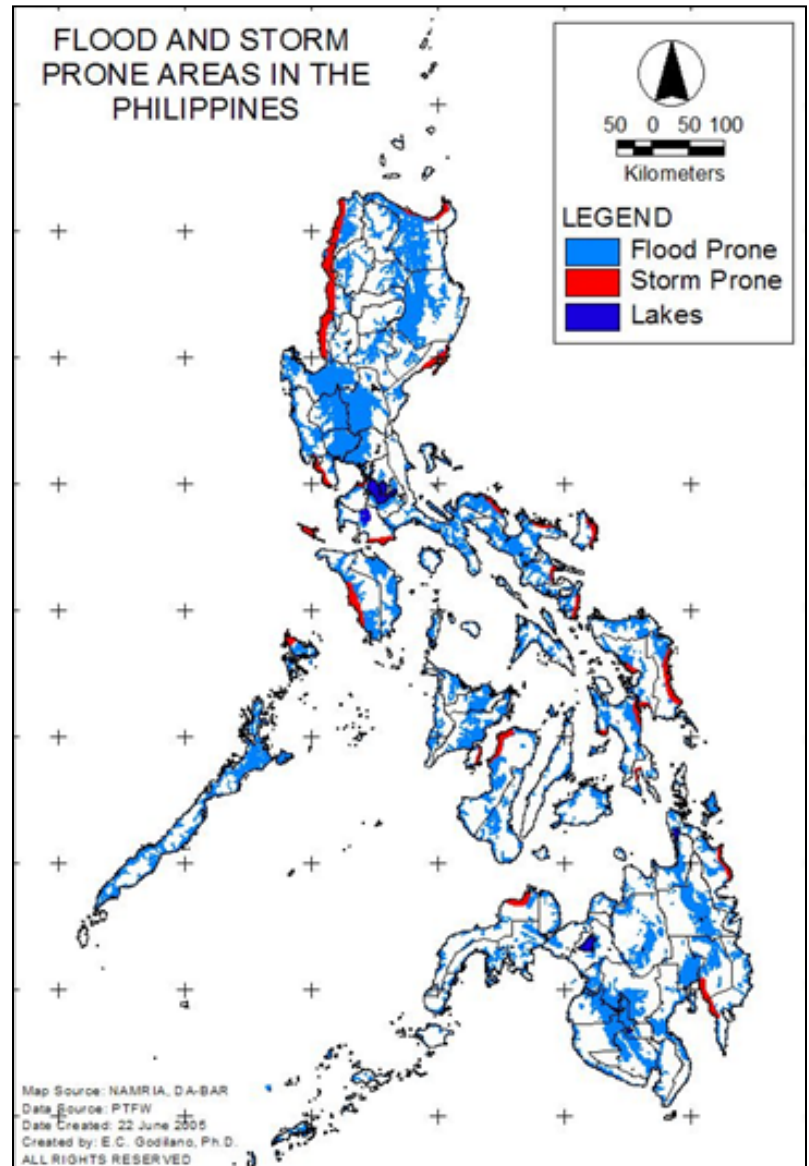 FLOOD AND STORM
PRONE AREAS IN THE
PHILIPPINES
50 0 50 100
Kilometers
LEGEND
Flood Prone
Storm Prone
Lakes
Map Source: NAMRIA, DA-BAR
Data Source: PTFW
Date Created: 22 June 2005
Created by: E.C. Godilano, Ph.D.
ALL RIGHTS RESERVED